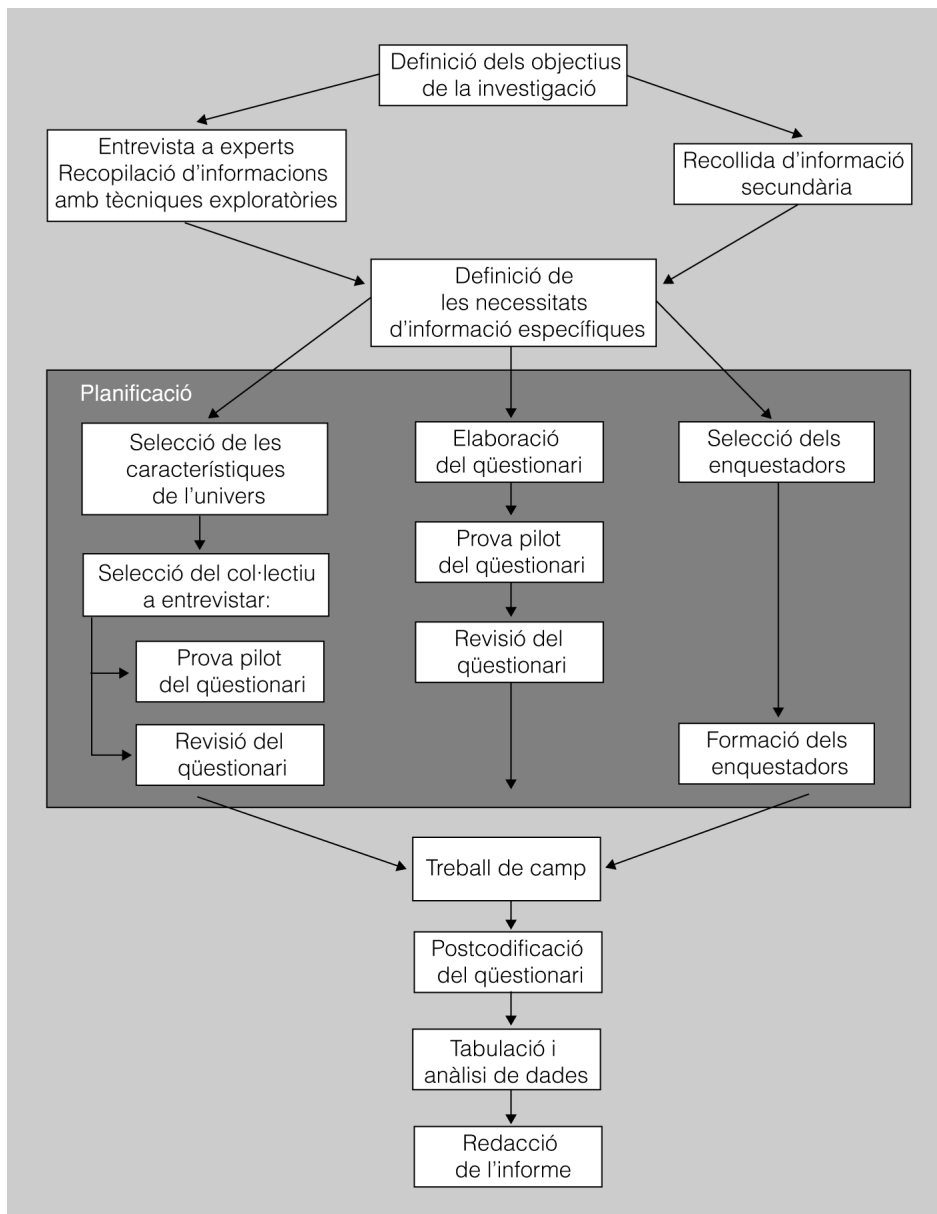 Definició dels objectius
de la investigació
Entrevista a experts
Recopilació d'informacions
amb tècniques exploratòries
Recollida d'informació
secundària
Definició de
les necessitats
d'informació específiques
Planificació
Selecció de les
característiques
de l'univers
Selecció del col·lectiu
a entrevistar:
Prova pilot
del qüestionari
Revisió del
qüestionari
Elaboració
del qüestionari
Prova pilot
del qüestionari
Revisió del
qüestionari
Selecció dels
enquestadors
Formació dels
enquestadors
Treball de camp
Postcodificació
del qüestionari
Tabulació i
anàlisi de dades
Redacció
de l'informe